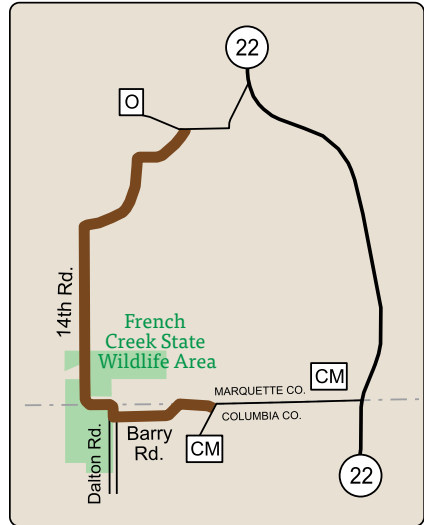 22
O
14th Rd.
French
Creek State
Wildlife Area
CM
MARQUETTE CO.
COLUMBIA CO.
Barry
Rd.
CM
Dalton Rd.
22